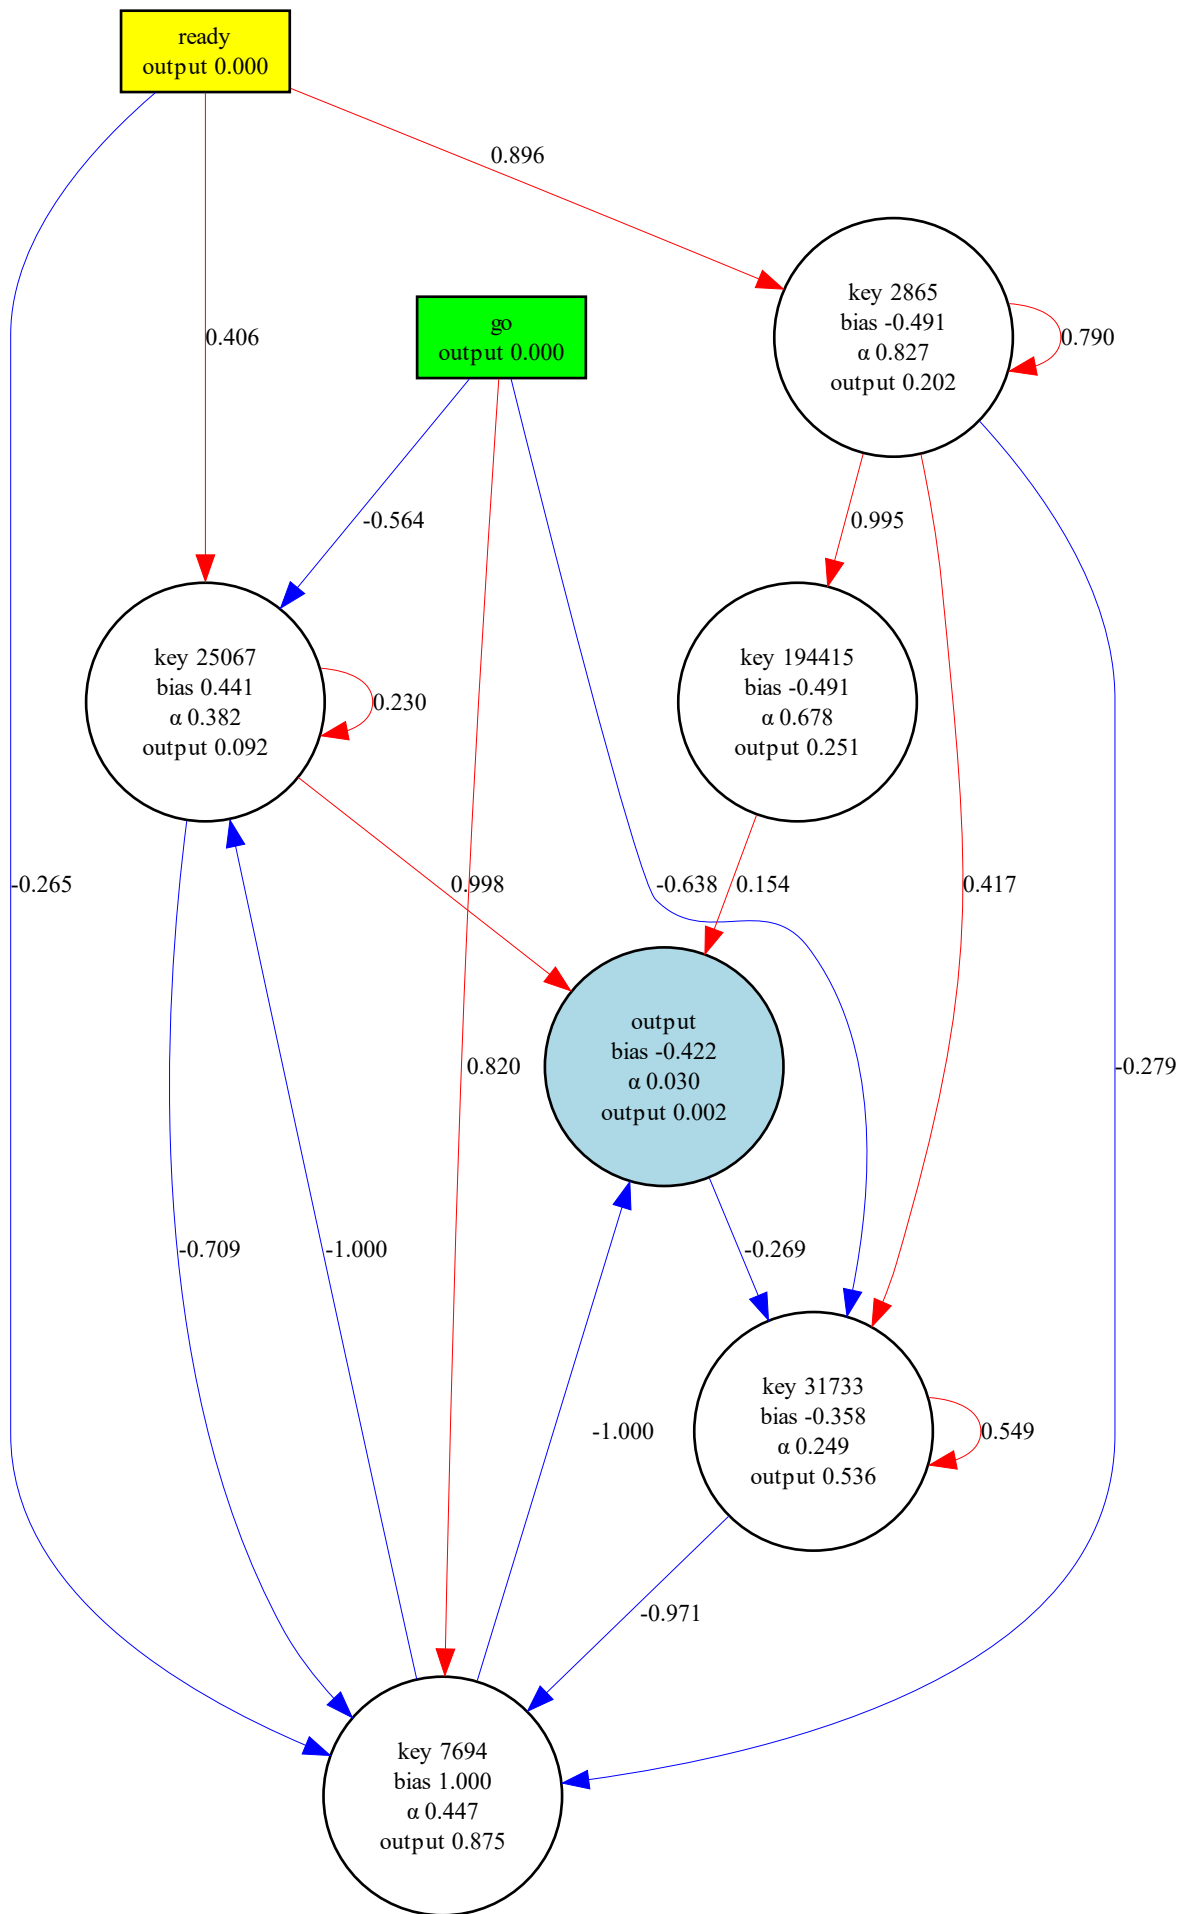 ready
output 0.000
0.896
key 2865
bias -0.491
α 0.827
output 0.202
0.790
go
output 0.000
0.406
-0.564
0.995
key 25067
bias 0.441
α 0.382
output 0.092
0.230
key 194415
bias -0.491
α 0.678
output 0.251
-0.265
0.998
-0.638
0.154
0.417
output
bias -0.422
α 0.030
output 0.002
0.820
-0.279
-0.709
-1.000
-0.269
key 31733
bias -0.358
α 0.249
output 0.536
-1.000
0.549
-0.971
key 7694
bias 1.000
α 0.447
output 0.875